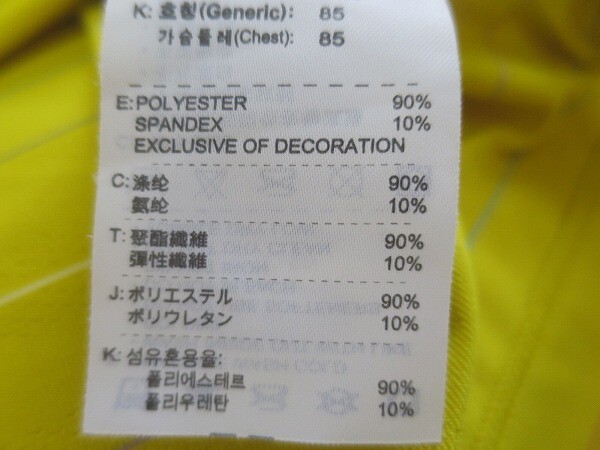 K: 호칭(Generic): 85
가슴둘레(Chest): 85
E: POLYESTER 90%
SPANDEX 10%
EXCLUSIVE OF DECORATION
C: 涤纶 90%
氨纶 10%
T: 聚酯纖維 90%
彈性纖維 10%
J: ポリエステル 90%
ポリウレタン 10%
K: 섬유혼용율:
폴리에스테르 90%
폴리우레탄 10%